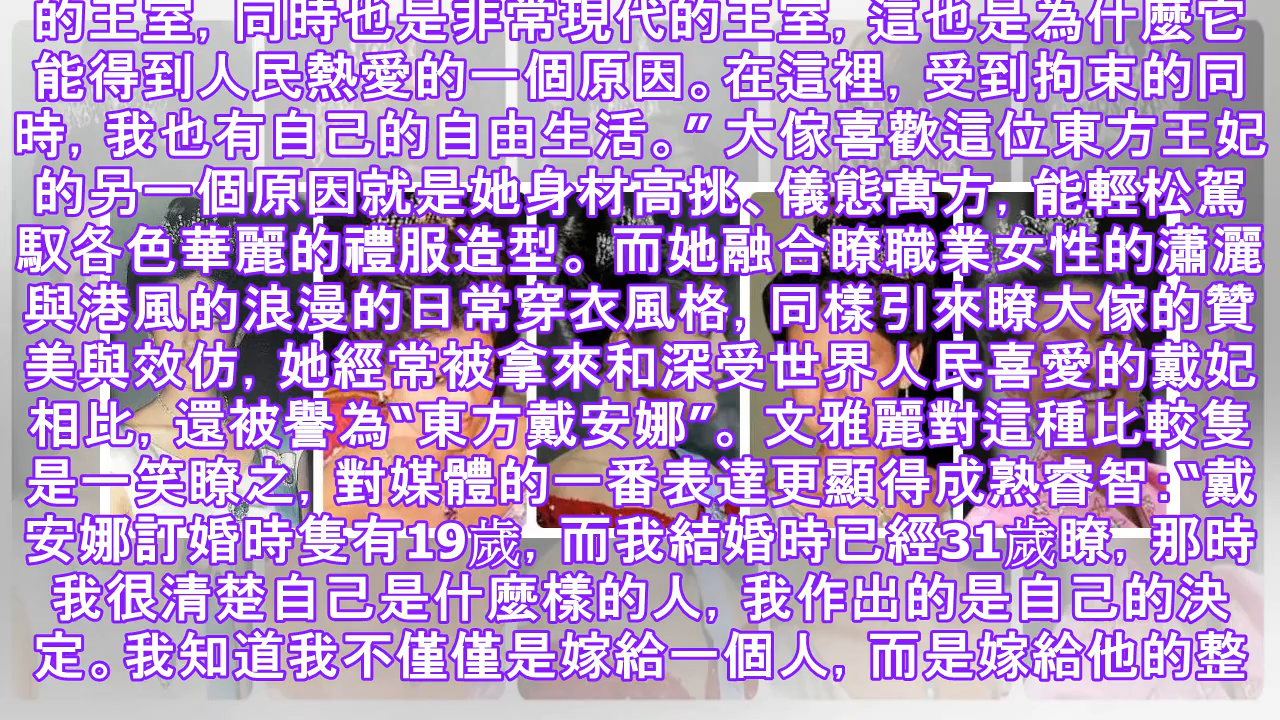 的王室, 同時也是非常現代的王室, 這也是為什麼它
能得到人民熱愛的一個原因。在這裡, 受到拘束的同
時, 我也有自己的自由生活。” 大傢喜歡這位東方王妃
的另一個原因就是她身材高挑、儀態萬方, 能輕松駕
馭各色華麗的禮服造型。而她融合瞭職業女性的瀟灑
與港風的浪漫的日常穿衣風格, 同樣引來瞭大傢的贊
美與效仿, 她經常被拿來和深受世界人民喜愛的戴妃
相比, 還被譽為“東方戴安娜”。文雅麗對這種比較隻
是一笑瞭之, 對媒體的一番表達更顯得成熟睿智:“戴
安娜訂婚時隻有19歲, 而我結婚時已經31歲瞭, 那時
我很清楚自己是什麼樣的人, 我作出的是自己的決
定。我知道我不僅僅是嫁給一個人, 而是嫁給他的整